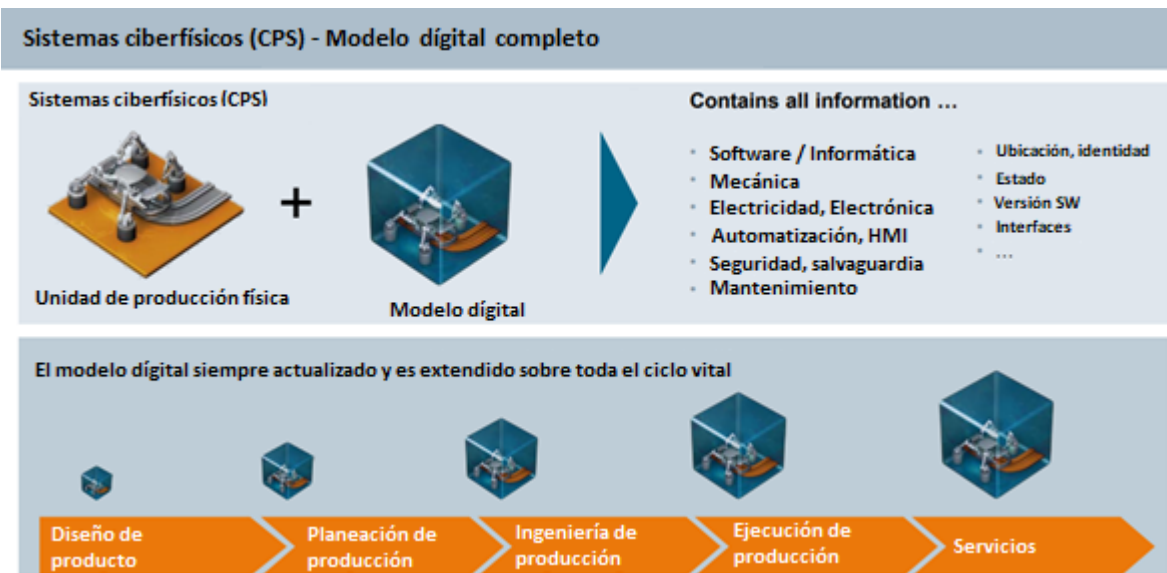 Sistemas ciberfísicos (CPS) - Modelo dígital completo
Sistemas ciberfísicos (CPS)
+
Unidad de producción física
Modelo dígital
Contains all information ...
• Software / Informática
• Mecánica
• Electricidad, Electrónica
• Automatización, HMI
• Seguridad, salvaguardia
• Mantenimiento
• Ubicación, identidad
• Estado
• Versión SW
• Interfaces
• ...
El modelo dígital siempre actualizado y es extendido sobre toda el ciclo vital
Diseño de
producto
Planeación de
producción
Ingeniería de
producción
Ejecución de
producción
Servicios